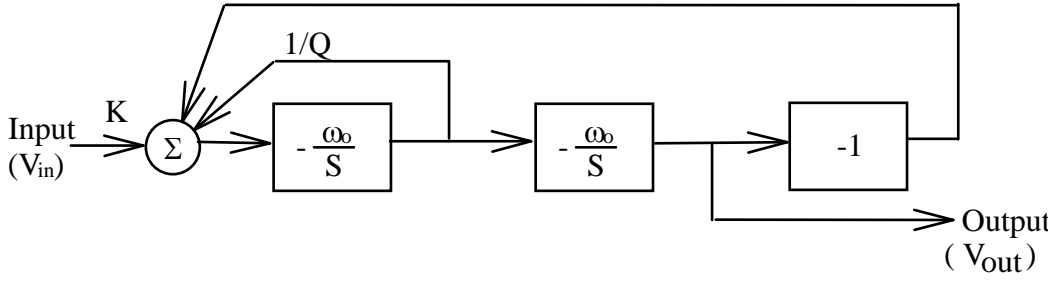 1/Q
K
Input
(Vin)
Σ
- ωo
S
- ωo
S
-1
Output
( Vout)